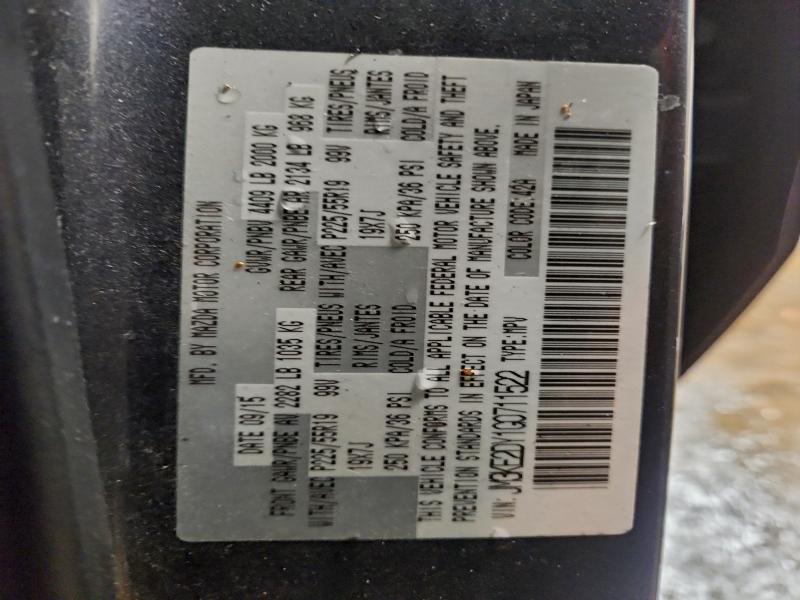 MFD. BY MAZDA MOTOR CORPORATION
DATE 09/15 GVWR/PNBV 4409 LB 2000 KG
FRONT GAWR/PNBE AV 2282 LB 1035 KG REAR GAWR/PNBE AR 2134 LB 968 KG
WITH/AVEC P225/55R19 99V TIRES/PNEUS WITH/AVEC P225/55R19 99V TIRES/PNEUS
19X7J RIMS/JANTES 19X7J RIMS/JANTES
250 KPA/36 PSI COLD/A FROID 250 KPA/36 PSI COLD/A FROID
THIS VEHICLE CONFORMS TO ALL APPLICABLE FEDERAL MOTOR VEHICLE SAFETY AND THEFT
PREVENTION STANDARDS IN EFFECT ON THE DATE OF MANUFACTURE SHOWN ABOVE.
VIN: JM3KE2DY1G0711522 TYPE:MPV COLOR CODE:42A MADE IN JAPAN